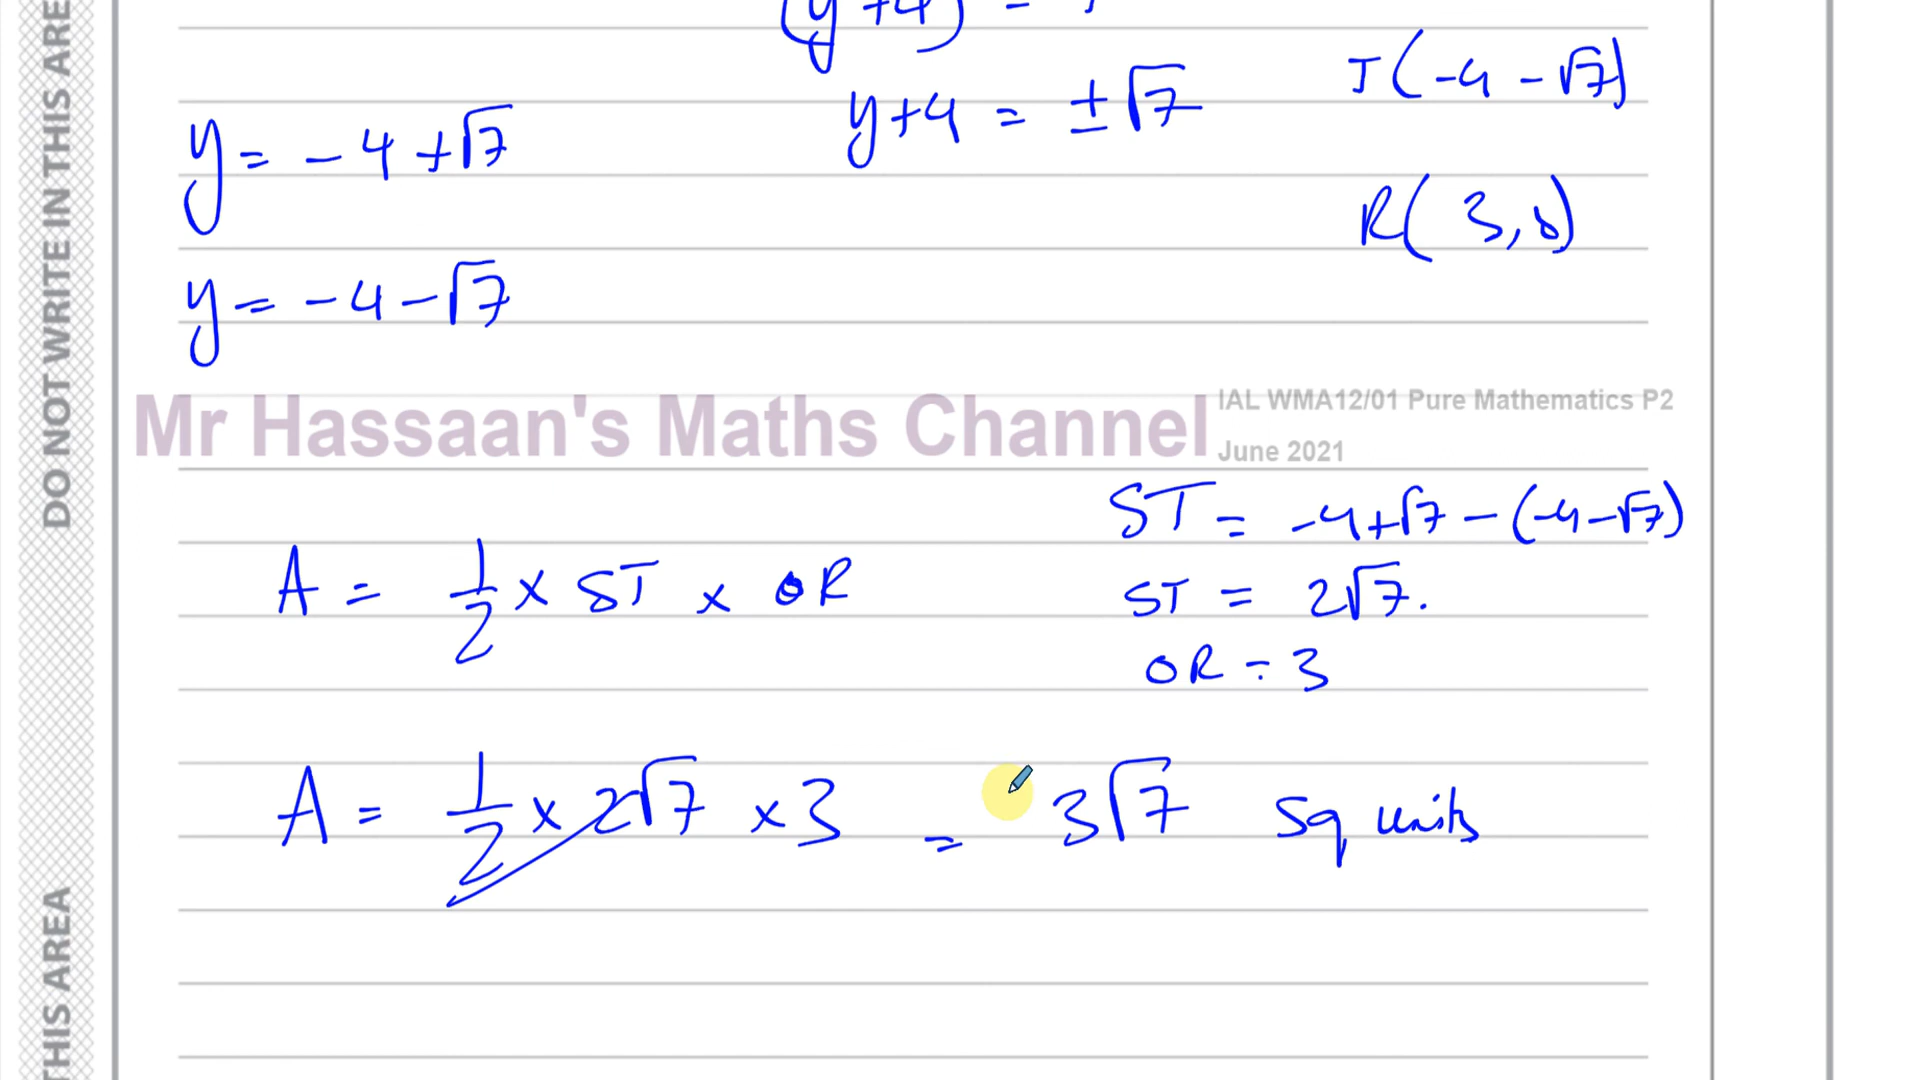 (y+4) =
y+4 = ±√7
T(-4 -√7)
y = -4+√7
R(3,0)
y = -4-√7
Mr Hassaan's Maths Channel
IAL WMA12/01 Pure Mathematics P2
June 2021
ST = -4+√7 - (-4-√7)
A = 1/2 × ST × OR
ST = 2√7.
OR = 3
A = 1/2 × 2√7 × 3 = 3√7 sq units
DO NOT WRITE IN THIS ARE
THIS AREA